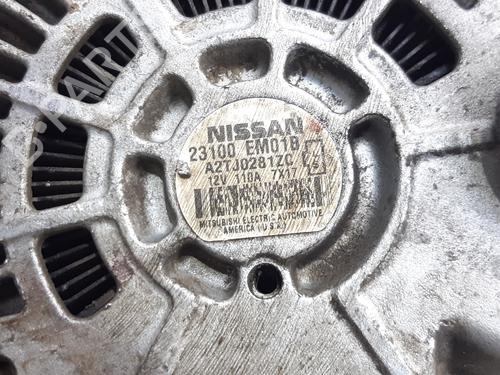 NISSAN
23100 EM01B
A2TJ0281ZC
12V 110A 7X17
MITSUBISHI ELECTRIC AUTOMOTIVE
AMERICA (U.S.A.)